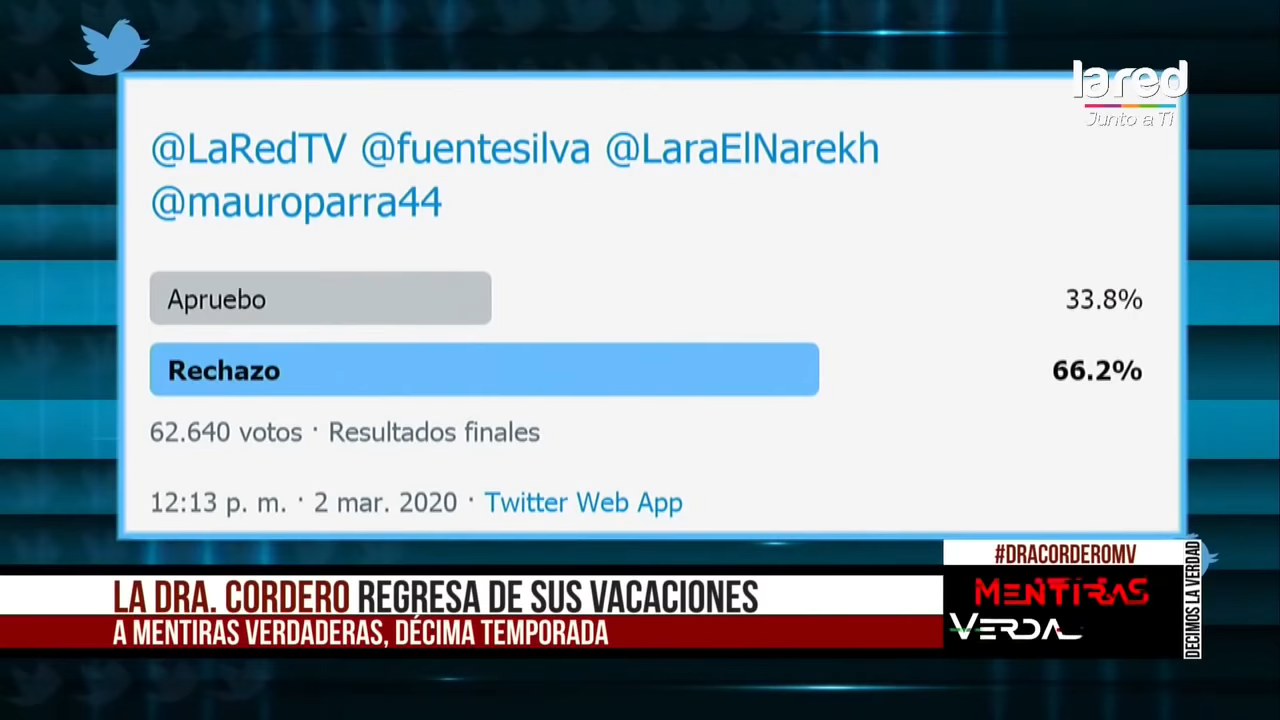 lared
Junto a Ti
@LaRedTV @fuentesilva @LaraElNarekh
@mauroparra44
Apruebo 33.8%
Rechazo 66.2%
62.640 votos · Resultados finales
12:13 p. m. · 2 mar. 2020 · Twitter Web App
#DRACORDEROMV
LA DRA. CORDERO REGRESA DE SUS VACACIONES
A MENTIRAS VERDADERAS, DÉCIMA TEMPORADA
MENTIRAS
VERDA
DECIMOS LA VERDAD